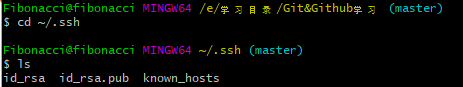 Fibonacci@fibonacci MINGW64 /e/学习目录/Git&Github学习 (master)
$ cd ~/.ssh
Fibonacci@fibonacci MINGW64 ~/.ssh (master)
$ ls
id_rsa  id_rsa.pub  known_hosts